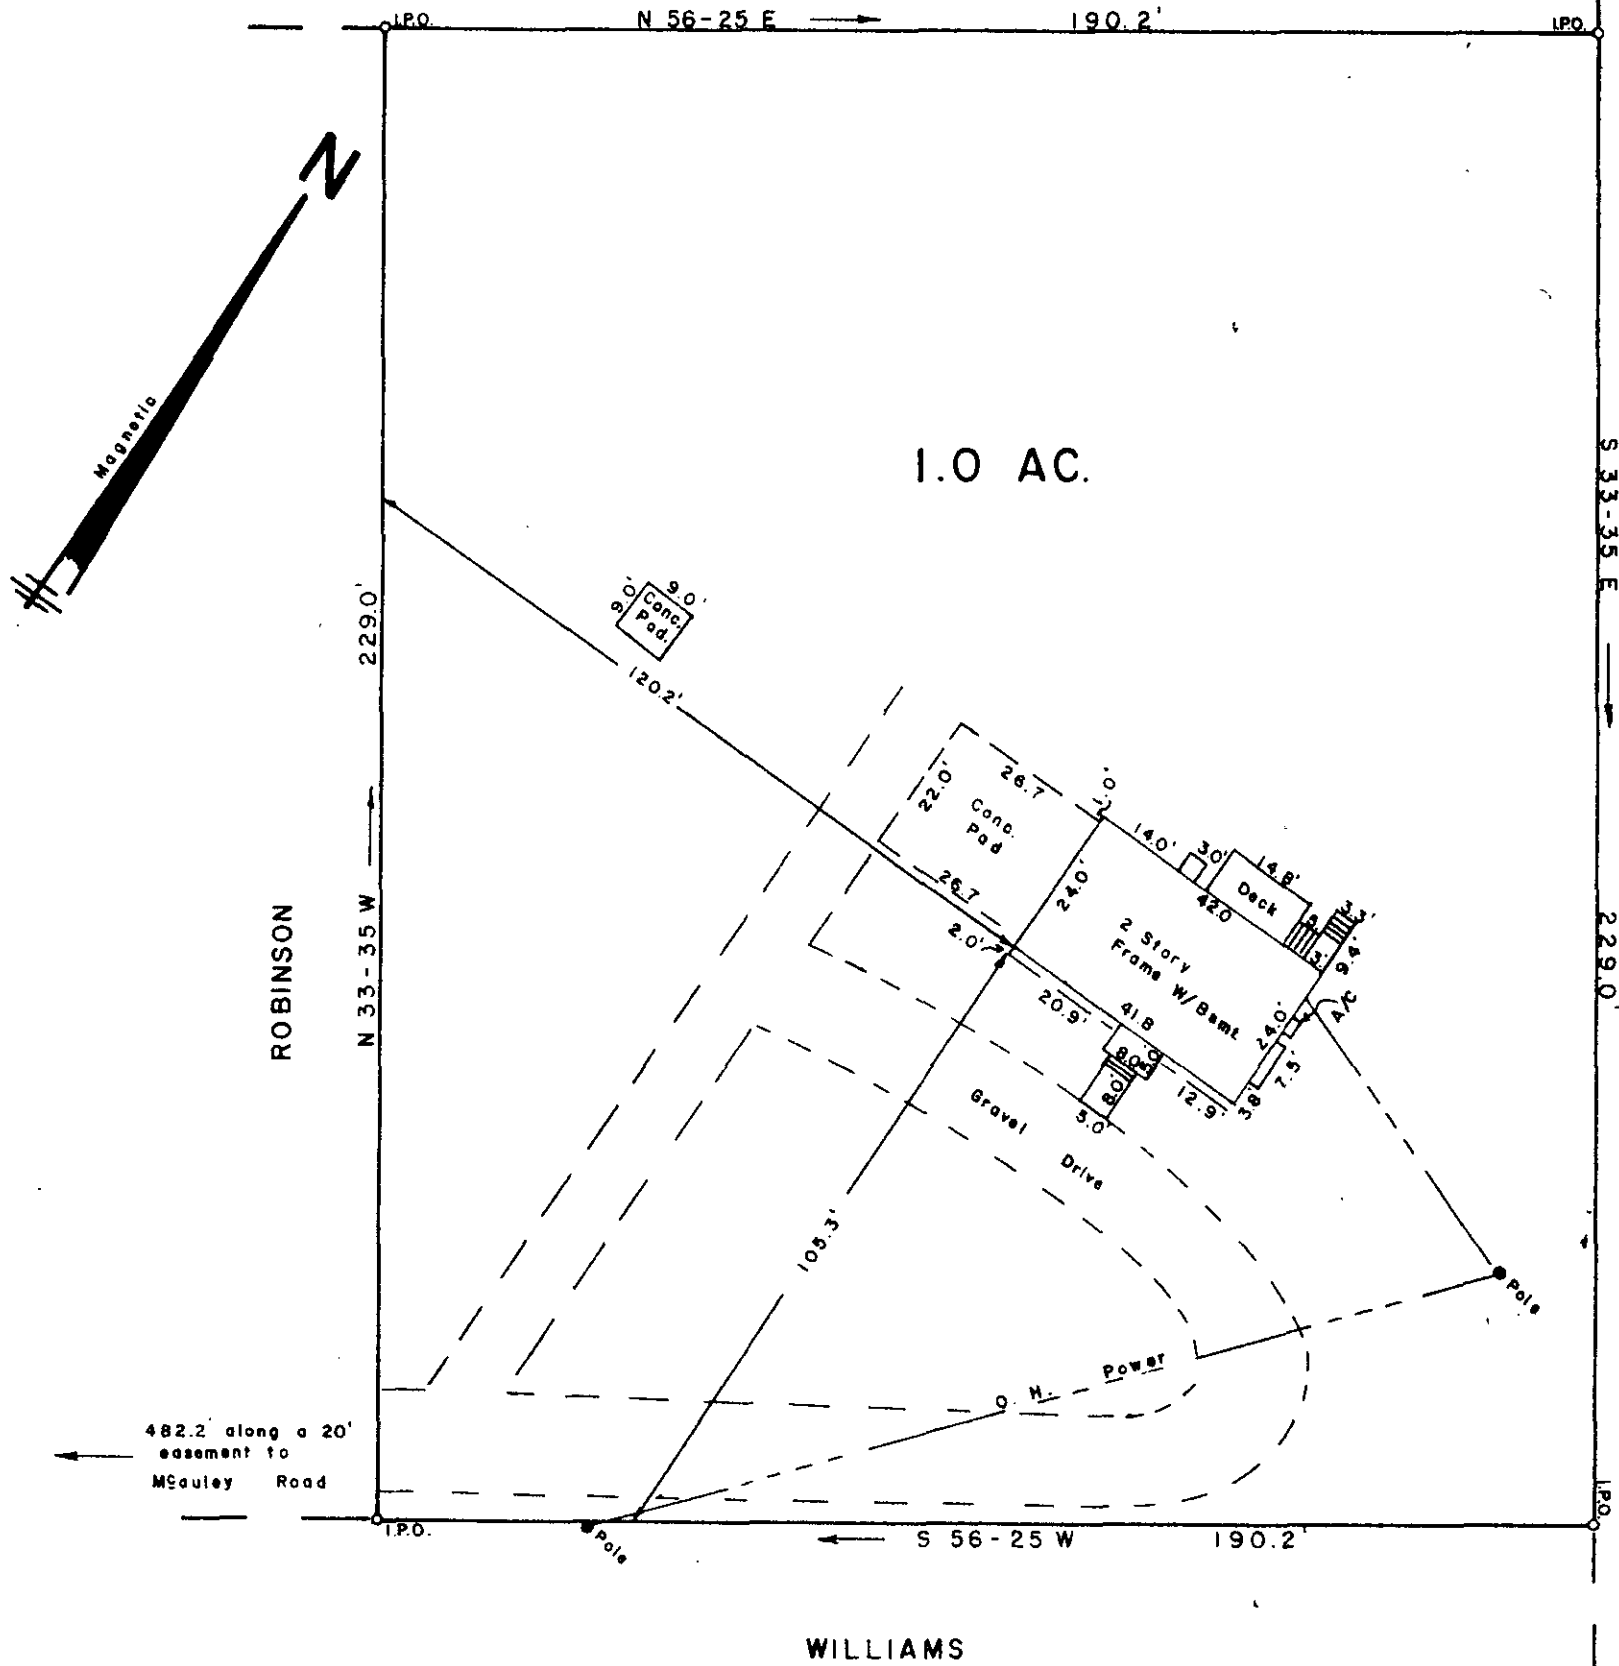 I.P.O.
N 56-25 E
190.2'
I.P.O.
N
Magnetic
1.0 AC.
S 33-35 E
229.0'
229.0'
N 33-35 W
ROBINSON
9.0'
9.0'
Conc.
Pad.
120.2'
26.7
22.0'
Conc.
Pad
26.7
2.0'
24.0'
14.0'
3.0'
14.8'
Deck
42.0
3.3'
3'
9.4'
2 Story
Frame W/Bsmt.
A/C
24.0'
7.5'
3.8'
20.9'
41.8
8.0'
5.0
8.0'
5.0'
12.9'
Gravel
Drive
105.3'
Pole
O. H. Power
482.2' along a 20'
easement to
McCauley Road
I.P.O.
Pole
S 56-25 W
190.2'
I.P.O.
WILLIAMS